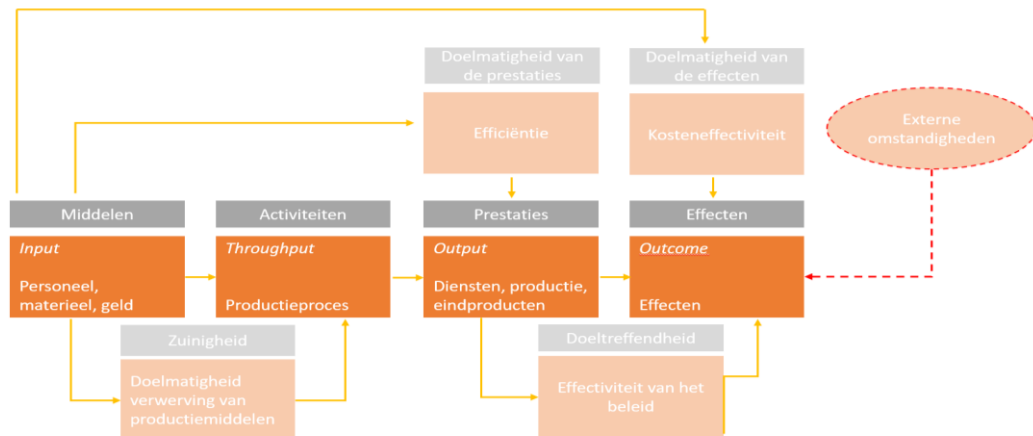 Doelmatigheid van
de prestaties
Efficiëntie
Doelmatigheid van
de effecten
Kosteneffectiviteit
Externe
omstandigheden
Middelen
Input
Personeel,
materieel, geld
Activiteiten
Throughput
Productieproces
Prestaties
Output
Diensten, productie,
eindproducten
Effecten
Outcome
Effecten
Zuinigheid
Doelmatigheid
verwerving van
productiemiddelen
Doeltreffendheid
Effectiviteit van het
beleid